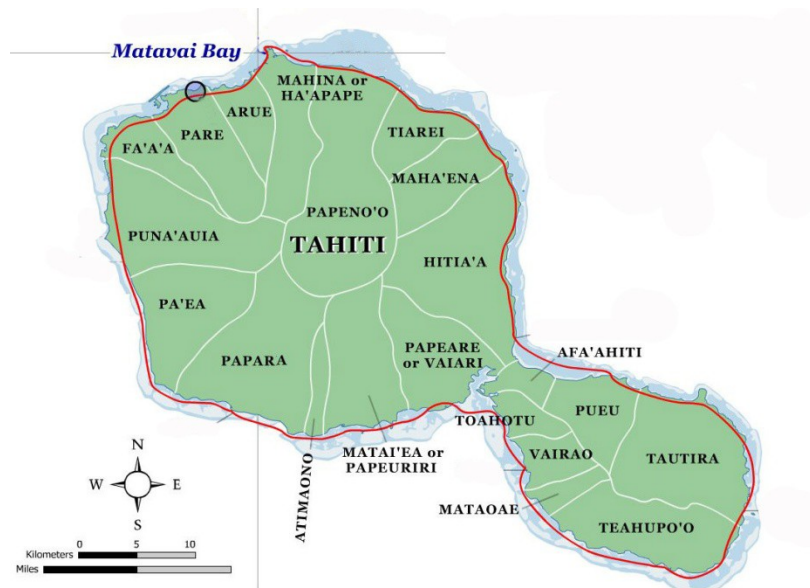 Matavai Bay
MAHINA or
HA'APAPE
ARUE
PARE
FA'A'A
TIAREI
MAHA'ENA
PAPENO'O
TAHITI
PUNA'AUIA
HITIA'A
PA'EA
PAPARA
PAPEARE
or VAIARI
AFA'AHITI
TOAHOTU
PUEU
VAIRAO
TAUTIRA
MATAOAE
TEAHUPO'O
MATAI'EA or
PAPEURIRI
ATIMAONO
N
W E
S
0 5 10
Kilometers
Miles